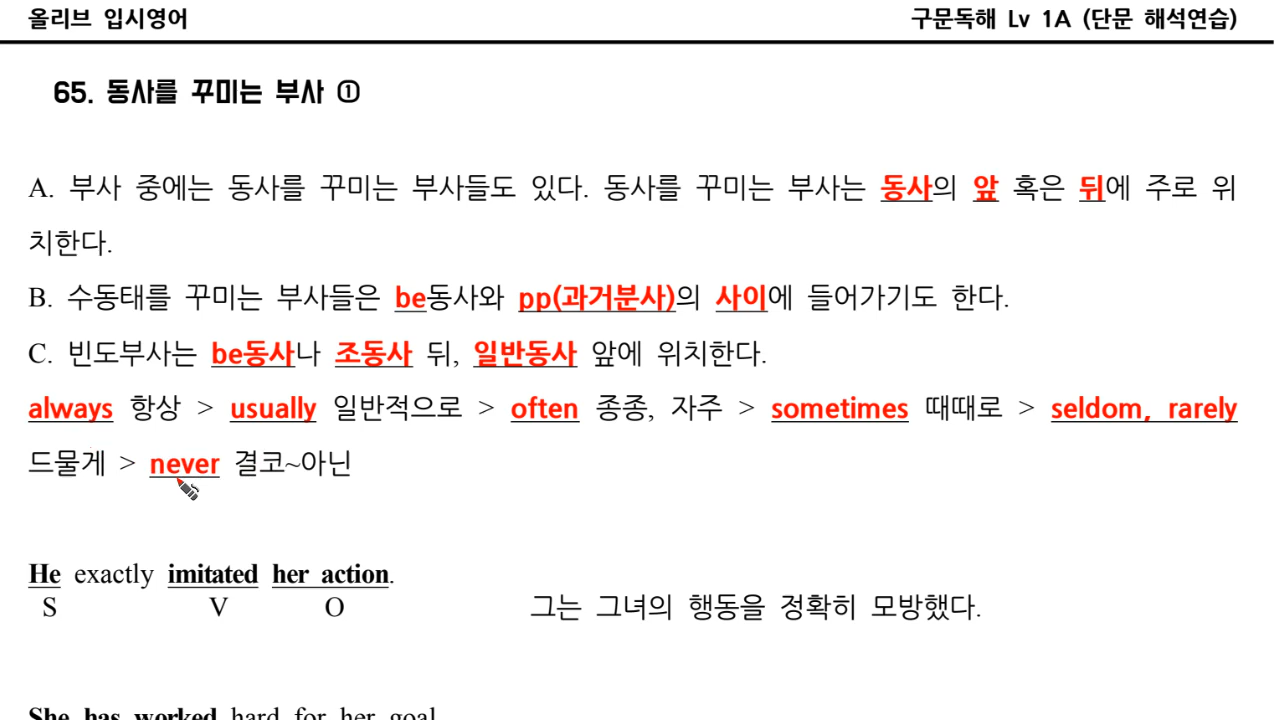 올리브 입시영어 구문독해 Lv 1A (단문 해석연습)
65. 동사를 꾸미는 부사 ①
A. 부사 중에는 동사를 꾸미는 부사들도 있다. 동사를 꾸미는 부사는 동사의 앞 혹은 뒤에 주로 위
치한다.
B. 수동태를 꾸미는 부사들은 be동사와 pp(과거분사)의 사이에 들어가기도 한다.
C. 빈도부사는 be동사나 조동사 뒤, 일반동사 앞에 위치한다.
always 항상 > usually 일반적으로 > often 종종, 자주 > sometimes 때때로 > seldom, rarely
드물게 > never 결코~아닌
He exactly imitated her action.
S V O 그는 그녀의 행동을 정확히 모방했다.
She has worked hard for her goal